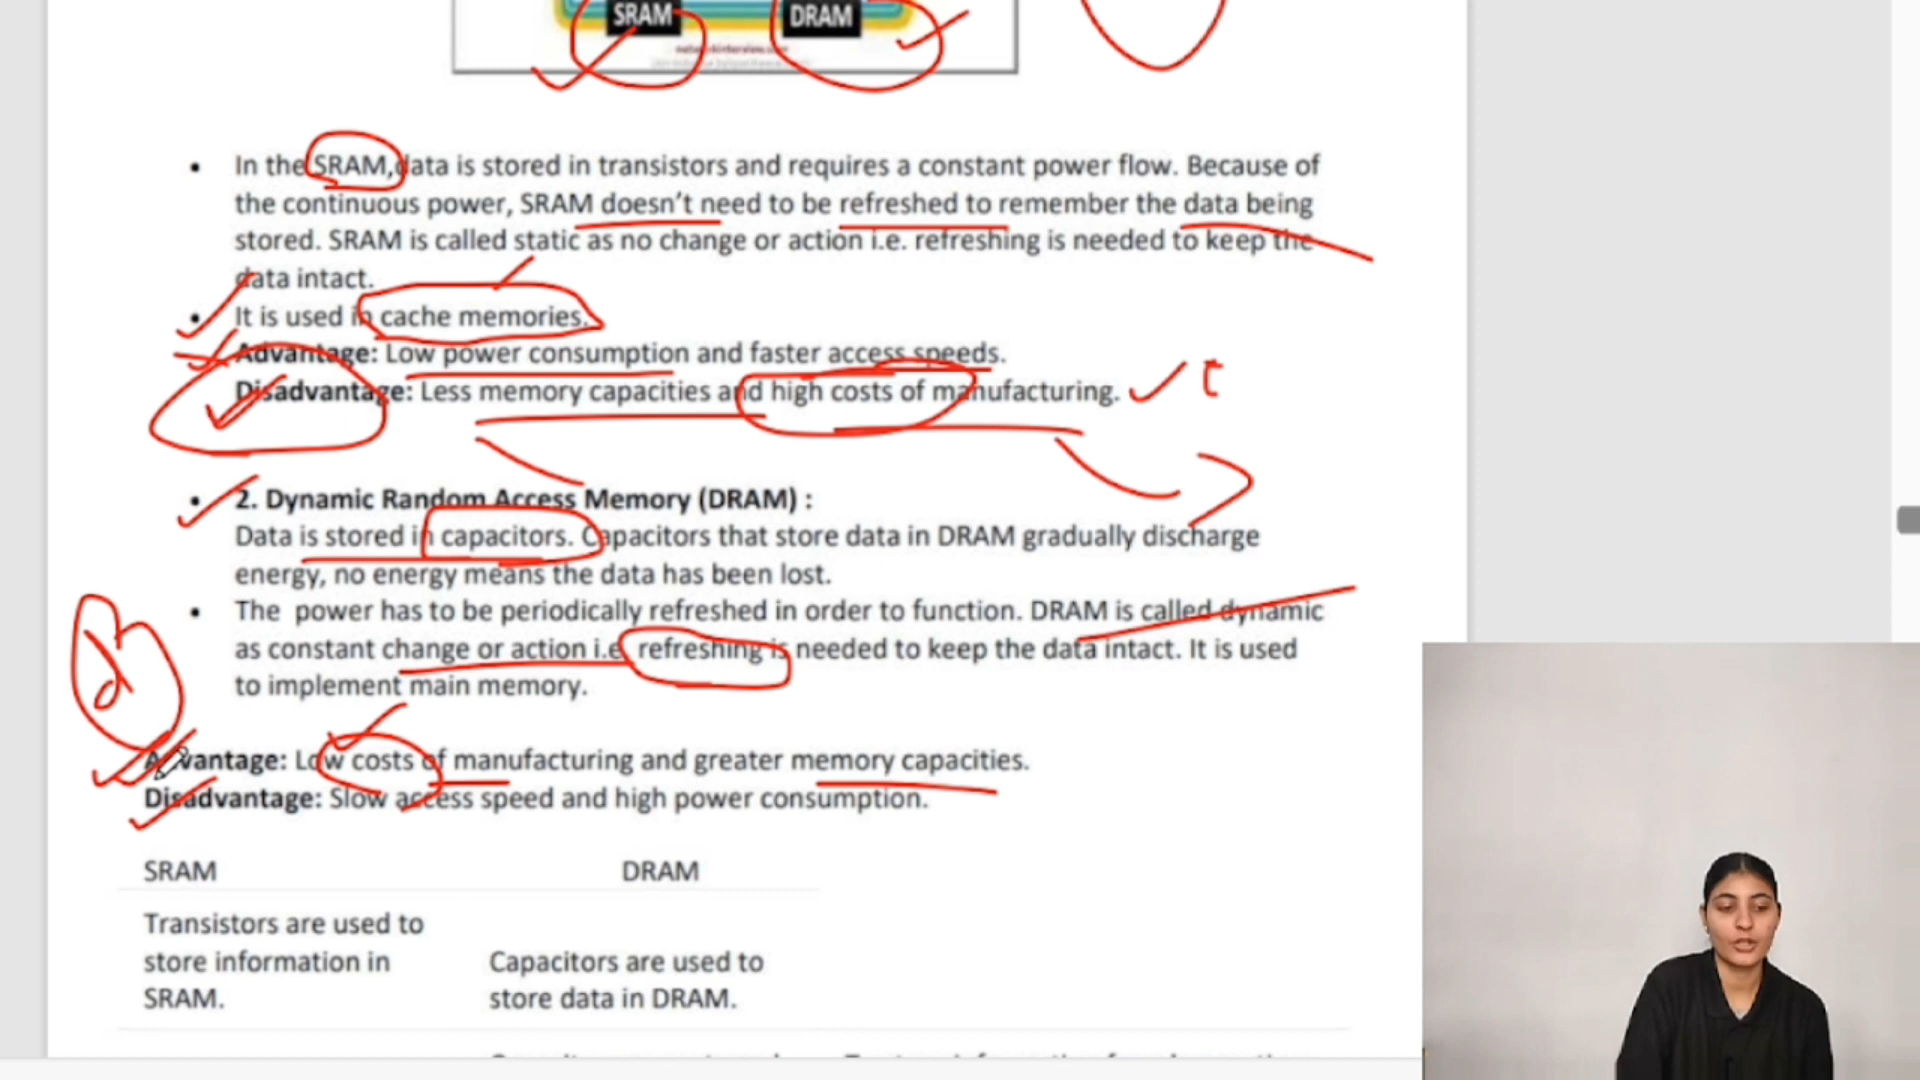 SRAM DRAM
In the SRAM, data is stored in transistors and requires a constant power flow. Because of
the continuous power, SRAM doesn't need to be refreshed to remember the data being
stored. SRAM is called static as no change or action i.e. refreshing is needed to keep the
data intact.
It is used in cache memories.
Advantage: Low power consumption and faster access speeds.
Disadvantage: Less memory capacities and high costs of manufacturing.
2. Dynamic Random Access Memory (DRAM) :
Data is stored in capacitors. Capacitors that store data in DRAM gradually discharge
energy, no energy means the data has been lost.
The power has to be periodically refreshed in order to function. DRAM is called dynamic
as constant change or action i.e. refreshing is needed to keep the data intact. It is used
to implement main memory.
Advantage: Low costs of manufacturing and greater memory capacities.
Disadvantage: Slow access speed and high power consumption.
SRAM DRAM
Transistors are used to
store information in
SRAM.
Capacitors are used to
store data in DRAM.